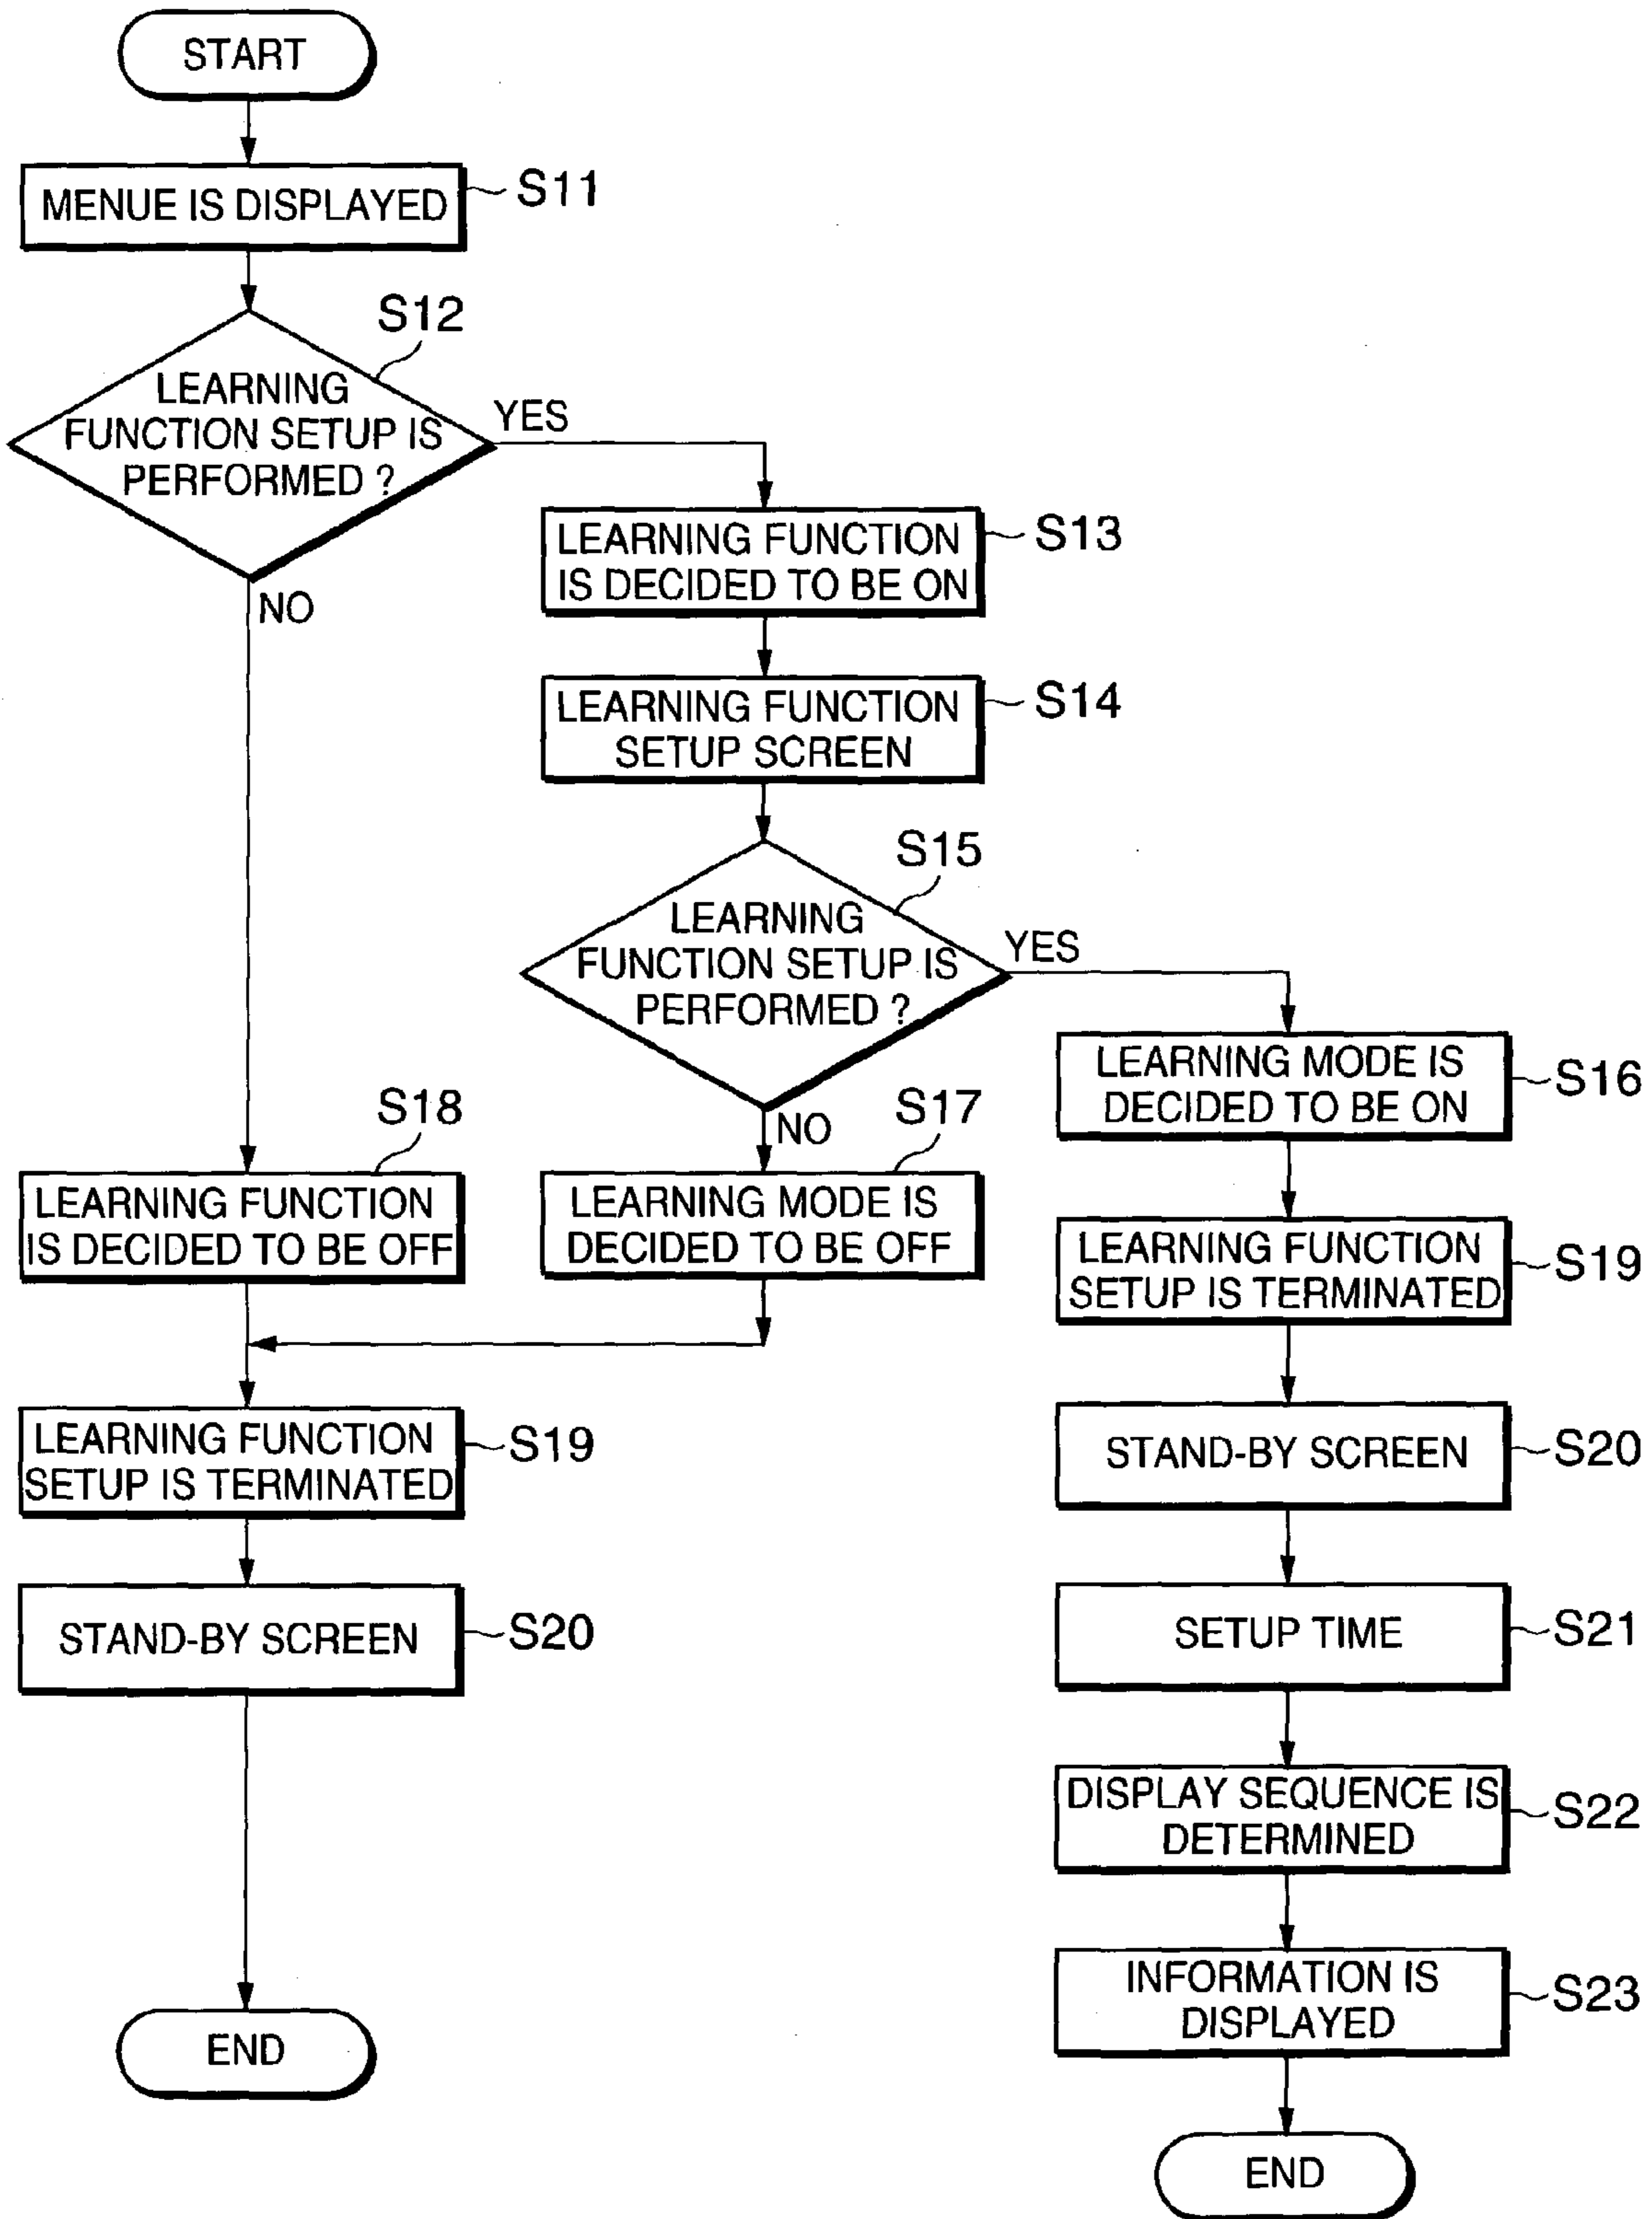 START
MENUE IS DISPLAYED
S11
S12
LEARNING
FUNCTION SETUP IS
PERFORMED ?
YES
NO
LEARNING FUNCTION
IS DECIDED TO BE ON
S13
LEARNING FUNCTION
SETUP SCREEN
S14
S15
LEARNING
FUNCTION SETUP IS
PERFORMED ?
YES
NO
LEARNING MODE IS
DECIDED TO BE ON
S16
S18
LEARNING FUNCTION
IS DECIDED TO BE OFF
S17
LEARNING MODE IS
DECIDED TO BE OFF
LEARNING FUNCTION
SETUP IS TERMINATED
S19
STAND-BY SCREEN
S20
END
LEARNING FUNCTION
SETUP IS TERMINATED
S19
STAND-BY SCREEN
S20
SETUP TIME
S21
DISPLAY SEQUENCE IS
DETERMINED
S22
INFORMATION IS
DISPLAYED
S23
END